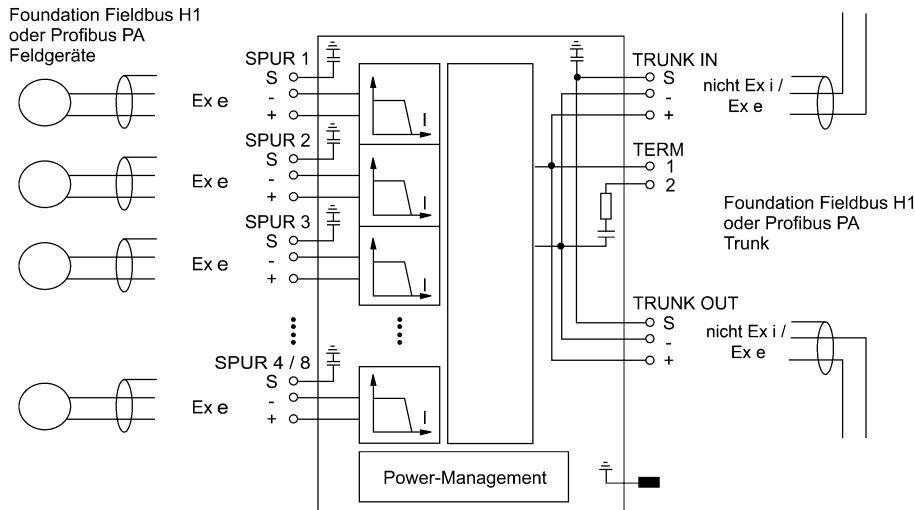 Foundation Fieldbus H1
oder Profibus PA
Feldgeräte
SPUR 1
S
-
+
Ex e
I
SPUR 2
S
-
+
Ex e
I
SPUR 3
S
-
+
Ex e
I
SPUR 4 / 8
S
-
+
Ex e
I
Power-Management
TRUNK IN
S
-
+
nicht Ex i /
Ex e
TERM
1
2
Foundation Fieldbus H1
oder Profibus PA
Trunk
TRUNK OUT
S
-
+
nicht Ex i /
Ex e